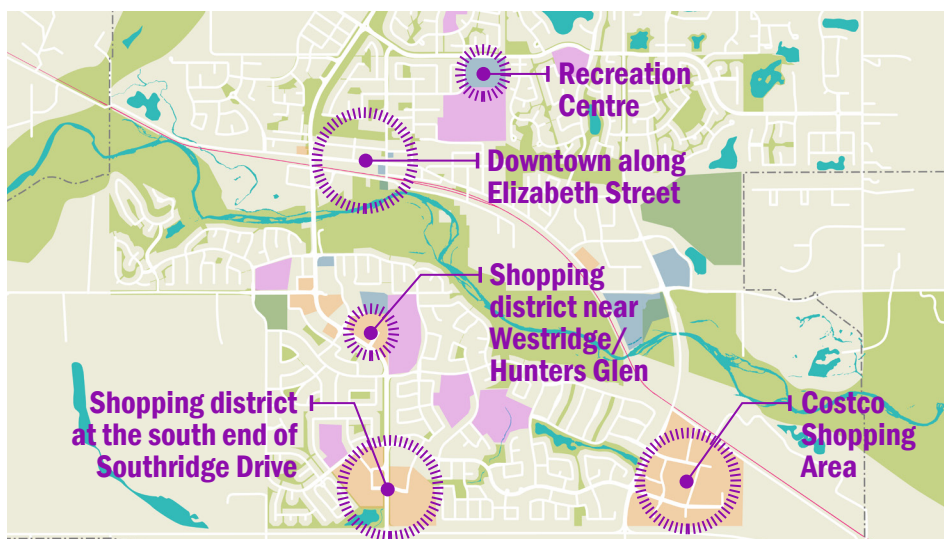 Recreation
Centre
Downtown along
Elizabeth Street
Shopping
district near
Westridge/
Hunters Glen
Shopping district
at the south end of
Southridge Drive
Costco
Shopping
Area